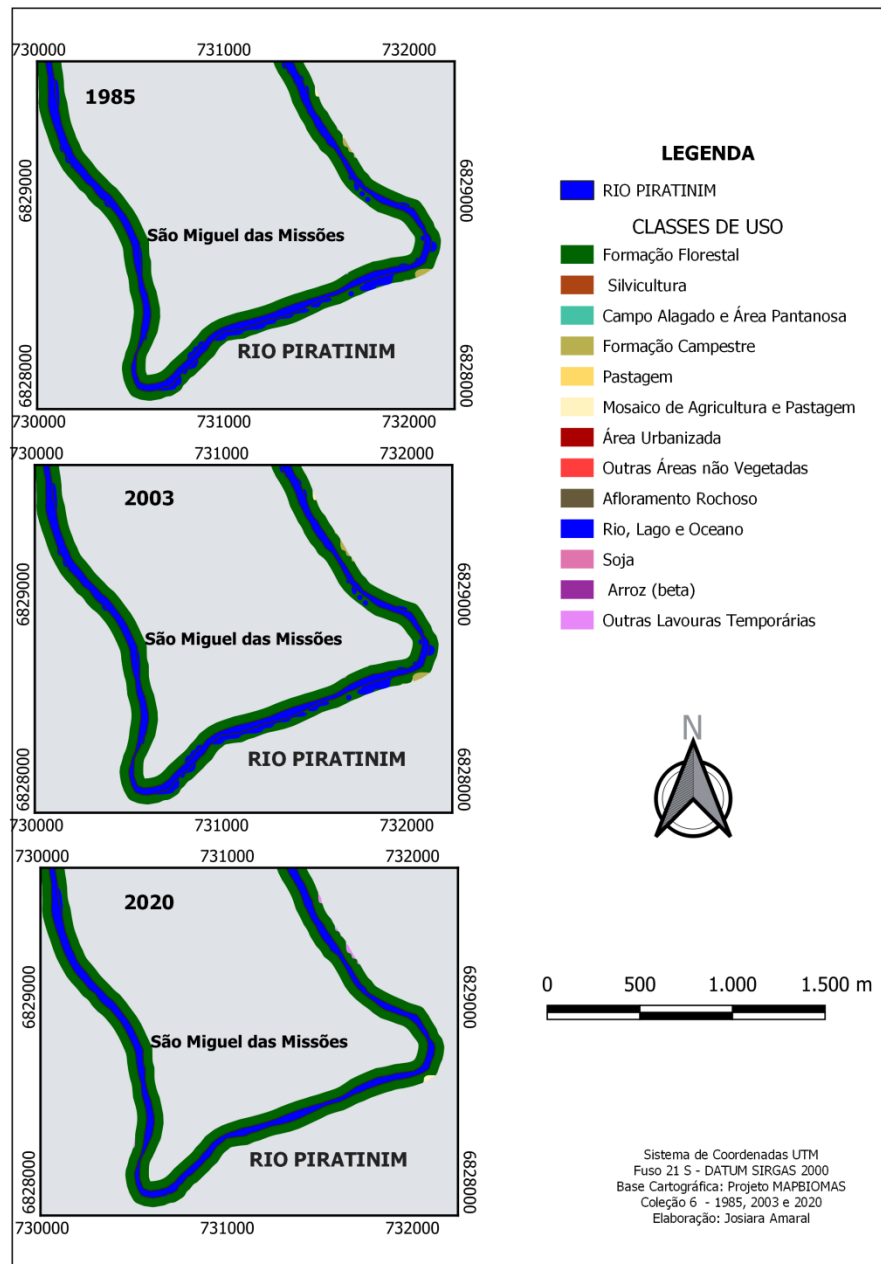 730000 731000 732000
1985
6829000
6829000
São Miguel das Missões
RIO PIRATINIM
6828000
6828000
730000 731000 732000
2003
6829000
6829000
São Miguel das Missões
RIO PIRATINIM
6828000
6828000
730000 731000 732000
730000 731000 732000
2020
6829000
6829000
São Miguel das Missões
RIO PIRATINIM
6828000
6828000
730000 731000 732000
LEGENDA
RIO PIRATINIM
CLASSES DE USO
Formação Florestal
Silvicultura
Campo Alagado e Área Pantanosa
Formação Campestre
Pastagem
Mosaico de Agricultura e Pastagem
Área Urbanizada
Outras Áreas não Vegetadas
Afloramento Rochoso
Rio, Lago e Oceano
Soja
Arroz (beta)
Outras Lavouras Temporárias
N
0 500 1.000 1.500 m
Sistema de Coordenadas UTM
Fuso 21 S - DATUM SIRGAS 2000
Base Cartográfica: Projeto MAPBIOMAS
Coleção 6 - 1985, 2003 e 2020
Elaboração: Josiara Amaral